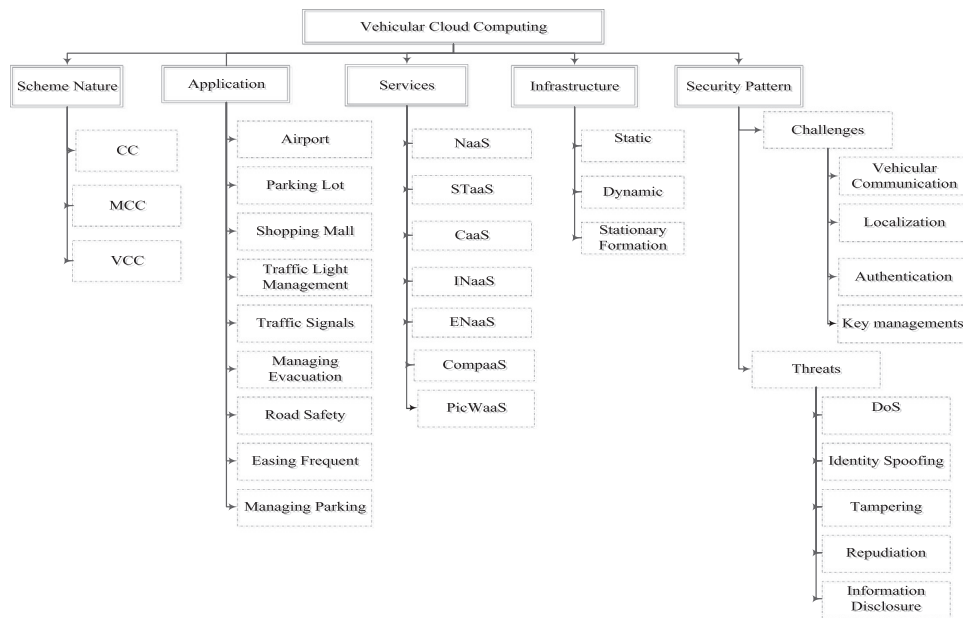 Vehicular Cloud Computing
Scheme Nature
CC
MCC
VCC
Application
Airport
Parking Lot
Shopping Mall
Traffic Light
Management
Traffic Signals
Managing
Evacuation
Road Safety
Easing Frequent
Managing Parking
Services
NaaS
STaaS
CaaS
INaaS
ENaaS
CompaaS
PicWaaS
Infrastructure
Static
Dynamic
Stationary
Formation
Security Pattern
Challenges
Vehicular
Communication
Localization
Authentication
Key managements
Threats
DoS
Identity Spoofing
Tampering
Repudiation
Information
Disclosure